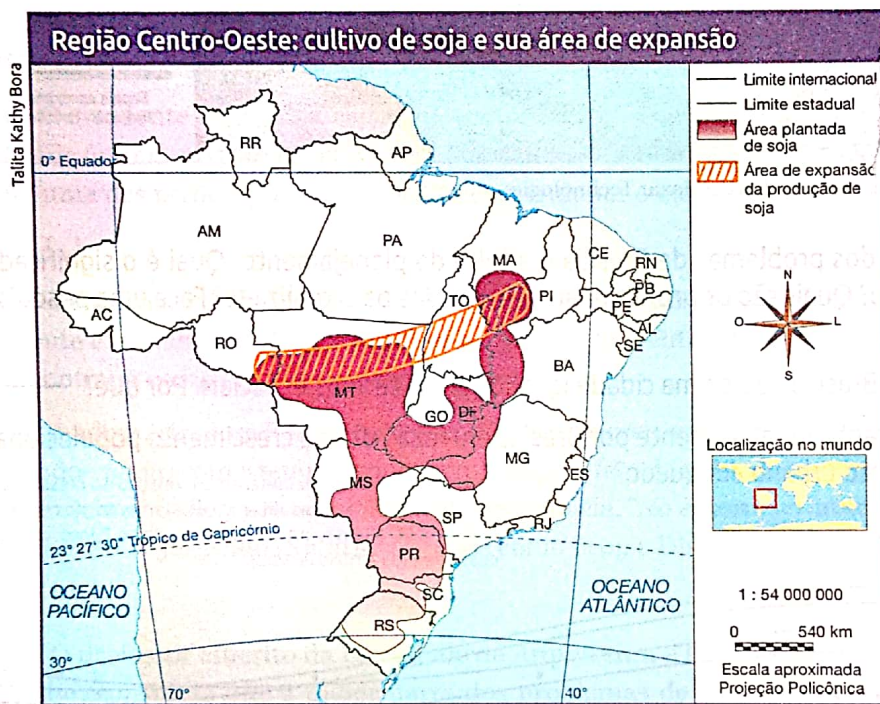 Região Centro-Oeste: cultivo de soja e sua área de expansão
Tallita Kathy Bora
Limite internacional
Limite estadual
Área plantada
de soja
Área de expansão
da produção de
soja
0° Equador
RR
AP
AM
PA
MA
CE
RN
PB
PE
AL
SE
PI
TO
AC
RO
MT
BA
GO
DF
MG
ES
MS
SP
RJ
PR
SC
RS
23° 27' 30" Trópico de Capricórnio
OCEANO
PACÍFICO
OCEANO
ATLÂNTICO
30°
70°
40°
N
O
L
S
Localização no mundo
1 : 54 000 000
0 540 km
Escala aproximada
Projeção Policônica